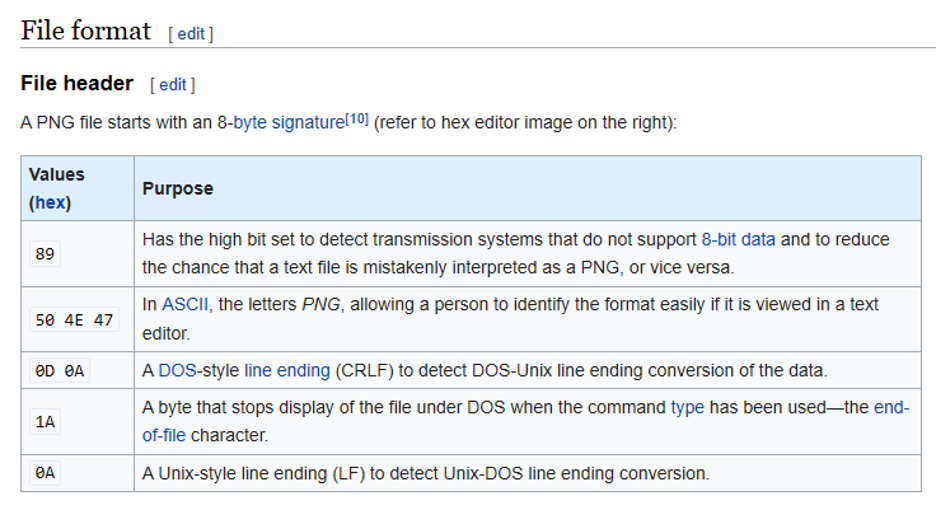 File format [ edit ]
File header [ edit ]
A PNG file starts with an 8-byte signature[10] (refer to hex editor image on the right):
Values
(hex)
Purpose
89
Has the high bit set to detect transmission systems that do not support 8-bit data and to reduce
the chance that a text file is mistakenly interpreted as a PNG, or vice versa.
50 4E 47
In ASCII, the letters PNG, allowing a person to identify the format easily if it is viewed in a text
editor.
0D 0A
A DOS-style line ending (CRLF) to detect DOS-Unix line ending conversion of the data.
1A
A byte that stops display of the file under DOS when the command type has been used—the end-
of-file character.
0A
A Unix-style line ending (LF) to detect Unix-DOS line ending conversion.